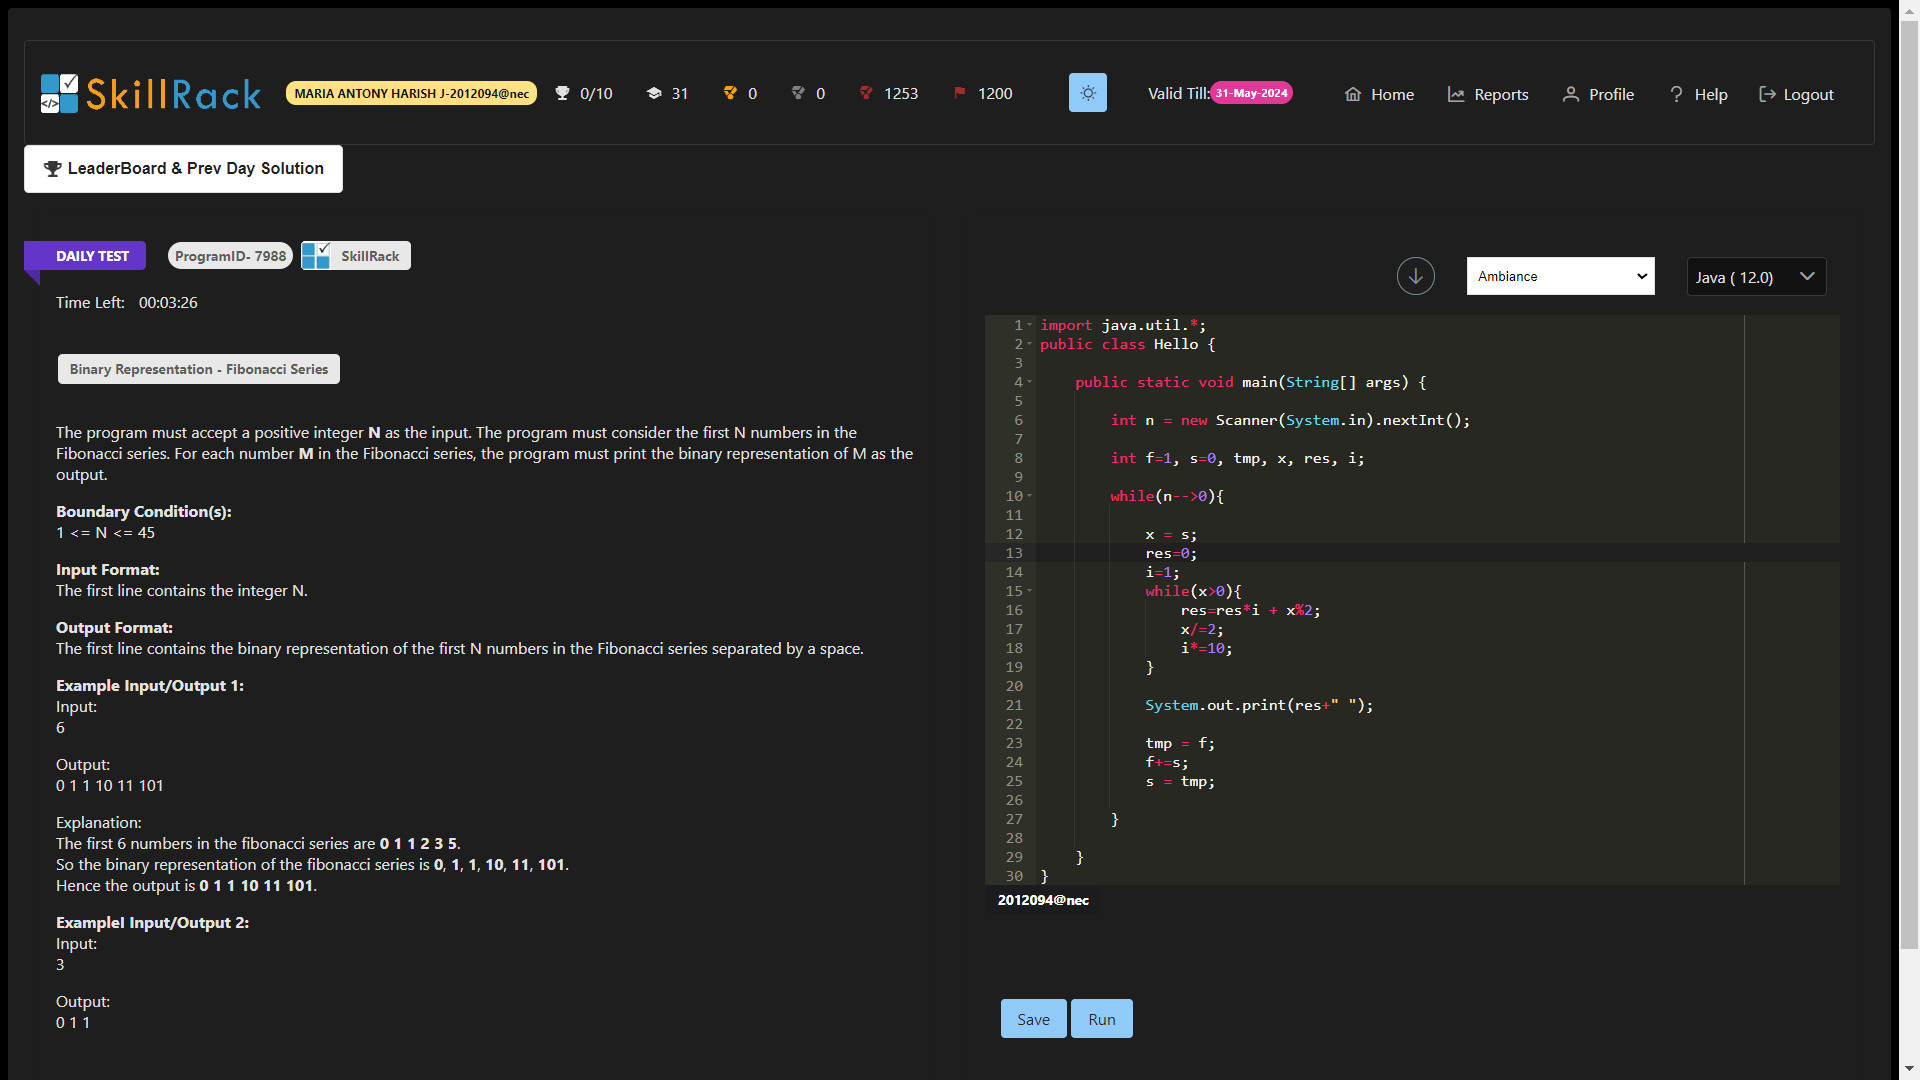 SkillRack
MARIA ANTONY HARISH J-2012094@nec
0/10
31
0
0
1253
1200
Valid Till:
31-May-2024
Home
Reports
Profile
Help
Logout
LeaderBoard & Prev Day Solution
DAILY TEST
ProgramID- 7988
SkillRack
Time Left: 00:03:26
Binary Representation - Fibonacci Series
The program must accept a positive integer N as the input. The program must consider the first N numbers in the
Fibonacci series. For each number M in the Fibonacci series, the program must print the binary representation of M as the
output.
Boundary Condition(s):
1 <= N <= 45
Input Format:
The first line contains the integer N.
Output Format:
The first line contains the binary representation of the first N numbers in the Fibonacci series separated by a space.
Example Input/Output 1:
Input:
6
Output:
0 1 1 10 11 101
Explanation:
The first 6 numbers in the fibonacci series are 0 1 1 2 3 5.
So the binary representation of the fibonacci series is 0, 1, 1, 10, 11, 101.
Hence the output is 0 1 1 10 11 101.
Examplel Input/Output 2:
Input:
3
Output:
0 1 1
Ambiance
Java ( 12.0)
1 import java.util.*;
2 public class Hello {
3
4 public static void main(String[] args) {
5
6 int n = new Scanner(System.in).nextInt();
7
8 int f=1, s=0, tmp, x, res, i;
9
10 while(n-->0){
11
12 x = s;
13 res=0;
14 i=1;
15 while(x>0){
16 res=res*i + x%2;
17 x/=2;
18 i*=10;
19 }
20
21 System.out.print(res+" ");
22
23 tmp = f;
24 f+=s;
25 s = tmp;
26
27 }
28
29 }
30 }
2012094@nec
Save
Run